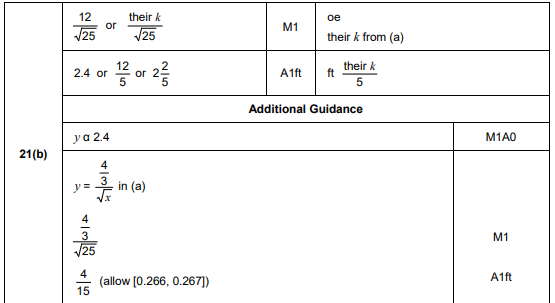 12/√25 or their k/√25 M1 oe
their k from (a)
2.4 or 12/5 or 2 2/5 A1ft ft their k/5
Additional Guidance
21(b)
y α 2.4 M1A0
y = (4/3)/√x in (a)
(4/3)/√25 M1
4/15 (allow [0.266, 0.267]) A1ft